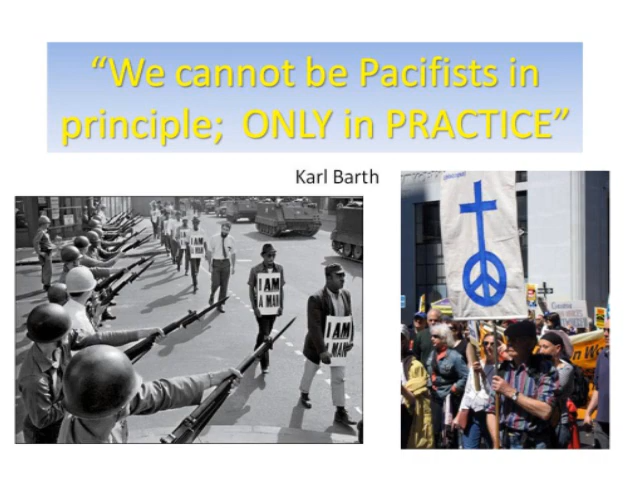 “We cannot be Pacifists in
principle;  ONLY in PRACTICE”
Karl Barth
I AM
A MAN
I AM
A MAN
I AM
A MAN